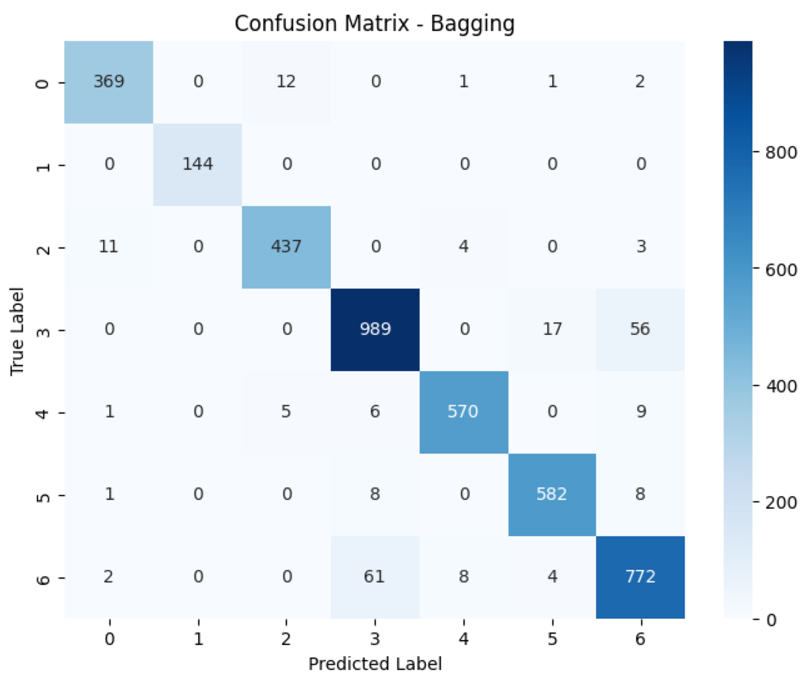 Confusion Matrix - Bagging
0 369 0 12 0 1 1 2
1 0 144 0 0 0 0 0
2 11 0 437 0 4 0 3
3 0 0 0 989 0 17 56
4 1 0 5 6 570 0 9
5 1 0 0 8 0 582 8
6 2 0 0 61 8 4 772
0 1 2 3 4 5 6
True Label
Predicted Label
800
600
400
200
0